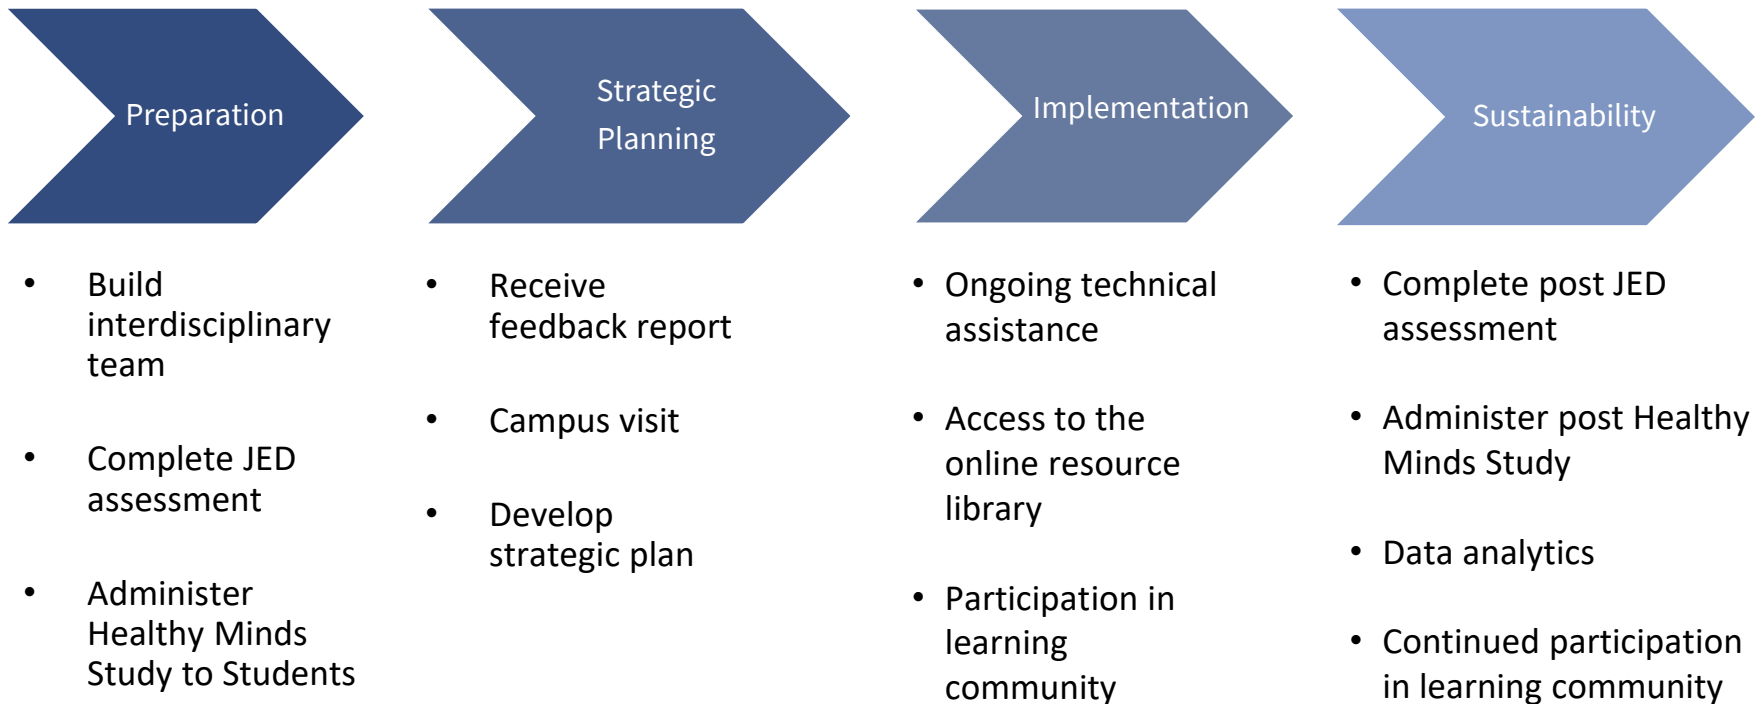 Preparation
Strategic
Planning
Implementation
Sustainability
• Build
interdisciplinary
team
• Complete JED
assessment
• Administer
Healthy Minds
Study to Students
• Receive
feedback report
• Campus visit
• Develop
strategic plan
• Ongoing technical
assistance
• Access to the
online resource
library
• Participation in
learning
community
• Complete post JED
assessment
• Administer post Healthy
Minds Study
• Data analytics
• Continued participation
in learning community